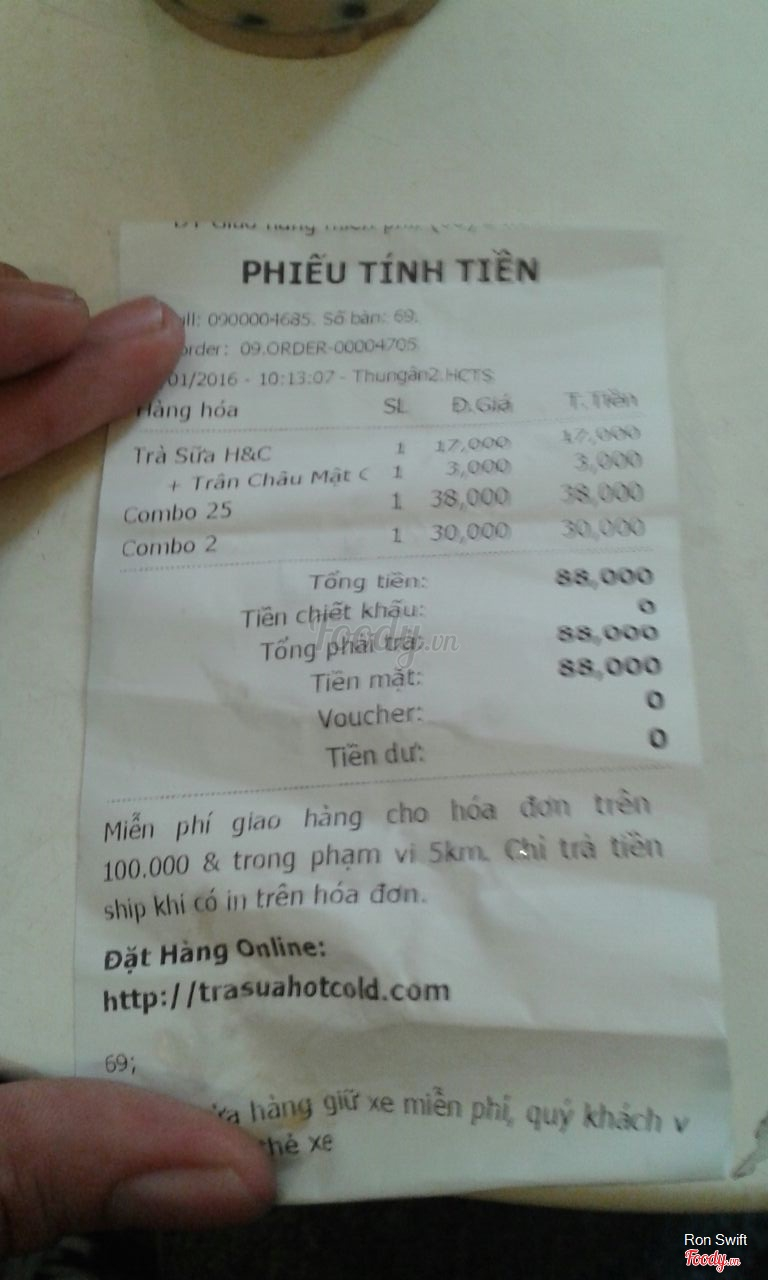 PHIẾU TÍNH TIỀN
ll: 0900004685. Số bàn: 69.
order: 09.ORDER-00004705
01/2016 - 10:13:07 - Thungân2.HCTS
Hàng hóa SL Đ.Giá T.Tiền
Trà Sữa H&C 1 17,000 17,000
+ Trân Châu Mật C 1 3,000 3,000
Combo 25 1 38,000 38,000
Combo 2 1 30,000 30,000
Tổng tiền: 88,000
Tiền chiết khấu: 0
Tổng phải trả: 88,000
Tiền mặt: 88,000
Voucher: 0
Tiền dư: 0
Foody.vn
Miễn phí giao hàng cho hóa đơn trên
100.000 & trong phạm vi 5km. Chỉ trả tiền
ship khi có in trên hóa đơn.
Đặt Hàng Online:
http://trasuahotcold.com
69;
hàng giữ xe miễn phí, quý khách v
thẻ xe
Ron Swift
Foody.vn